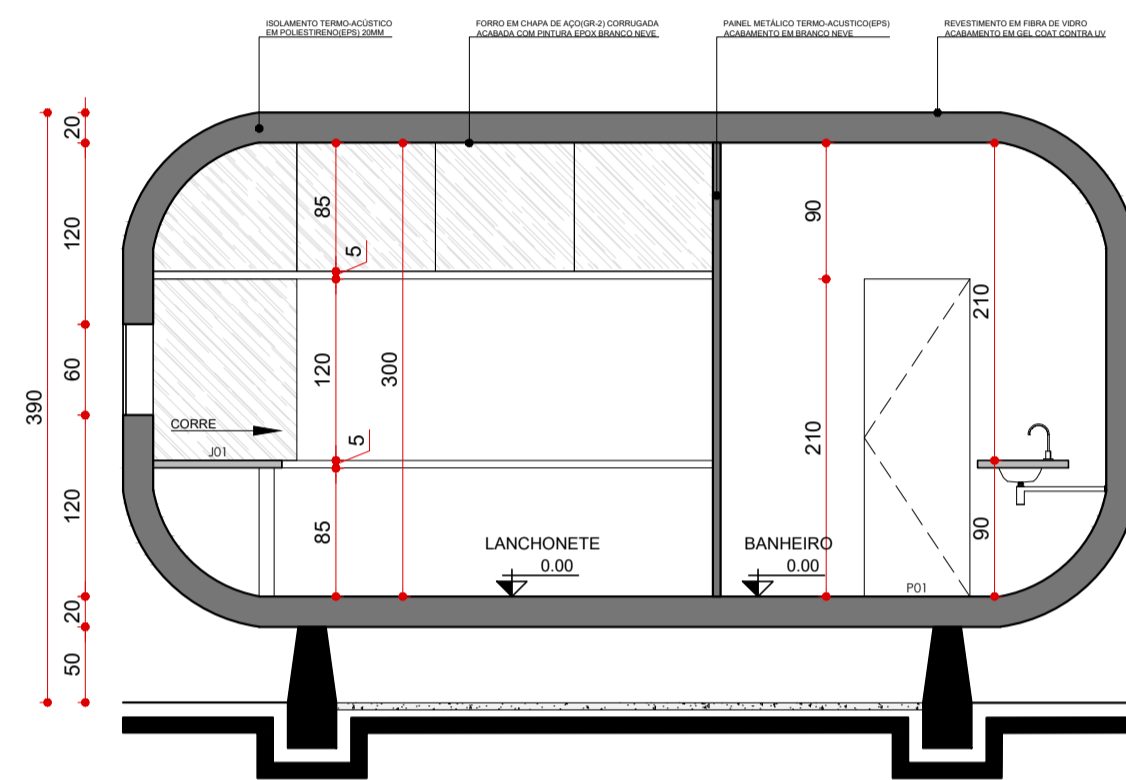 ISOLAMENTO TERMO-ACÚSTICO
EM POLIESTIRENO(EPS) 20MM
FORRO EM CHAPA DE AÇO(GR-2) CORRUGADA
ACABADA COM PINTURA EPOX BRANCO NEVE
PAINEL METÁLICO TERMO-ACUSTICO(EPS)
ACABAMENTO EM BRANCO NEVE
REVESTIMENTO EM FIBRA DE VIDRO
ACABAMENTO EM GEL COAT CONTRA UV
390
20
120
60
120
20
50
85
5
120
5
85
300
CORRE
J01
LANCHONETE
0.00
BANHEIRO
0.00
90
210
P01
210
90